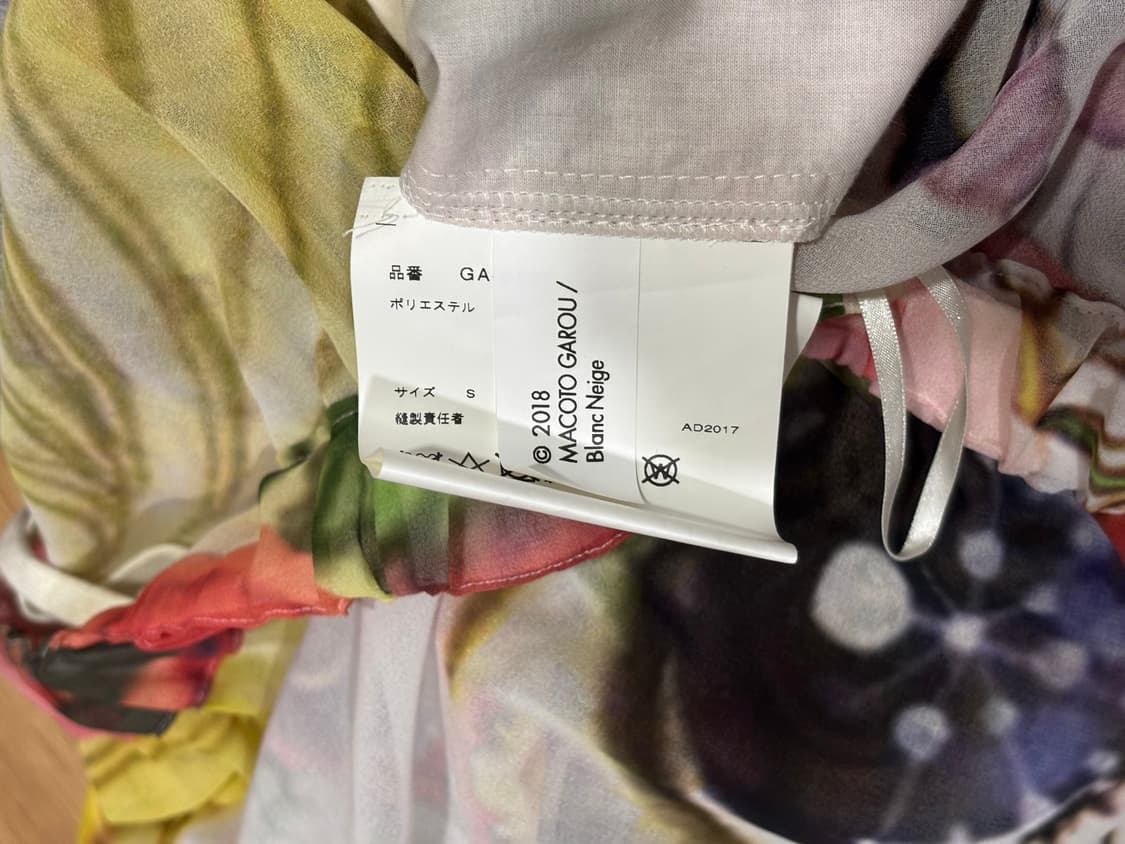 品番 GA
ポリエステル
サイズ S
縫製責任者
© 2018
MACOTO GAROU /
Blanc Neige
AD2017
W